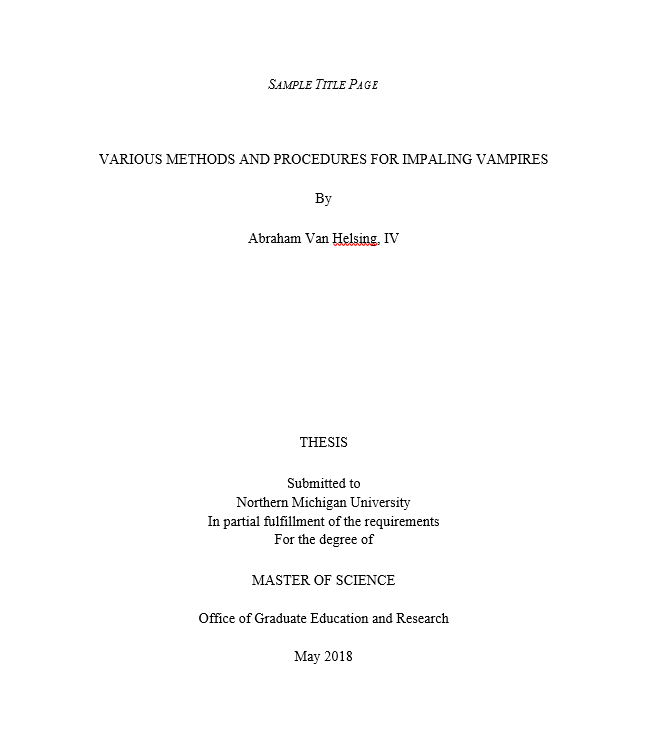 Sample Title Page
VARIOUS METHODS AND PROCEDURES FOR IMPALING VAMPIRES
By
Abraham Van Helsing, IV
THESIS
Submitted to
Northern Michigan University
In partial fulfillment of the requirements
For the degree of
MASTER OF SCIENCE
Office of Graduate Education and Research
May 2018